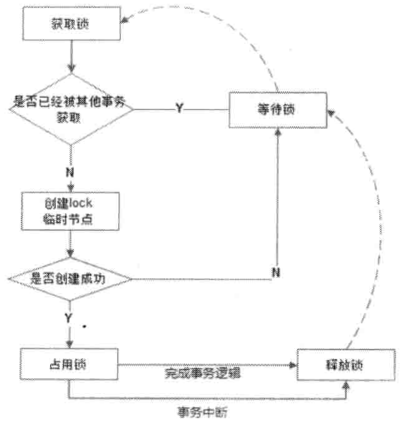 获取锁
是否已经被其他事务
获取
Y
等待锁
N
创建lock
临时节点
是否创建成功
N
Y
占用锁
完成事务逻辑
释放锁
事务中断